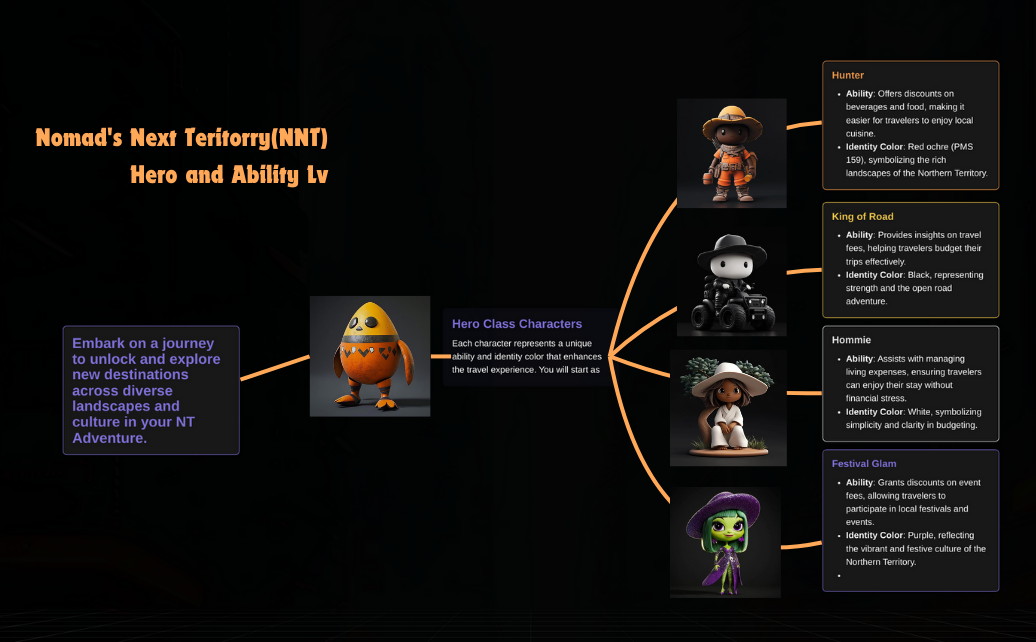 Nomad's Next Teritorry(NNT)
Hero and Ability Lv
Embark on a journey
to unlock and explore
new destinations
across diverse
landscapes and
culture in your NT
Adventure.
Hero Class Characters
Each character represents a unique
ability and identity color that enhances
the travel experience. You will start as
Hunter
• Ability: Offers discounts on
beverages and food, making it
easier for travelers to enjoy local
cuisine.
• Identity Color: Red ochre (PMS
159), symbolizing the rich
landscapes of the Northern Territory.
King of Road
• Ability: Provides insights on travel
fees, helping travelers budget their
trips effectively.
• Identity Color: Black, representing
strength and the open road
adventure.
Hommie
• Ability: Assists with managing
living expenses, ensuring travelers
can enjoy their stay without
financial stress.
• Identity Color: White, symbolizing
simplicity and clarity in budgeting.
Festival Glam
• Ability: Grants discounts on event
fees, allowing travelers to
participate in local festivals and
events.
• Identity Color: Purple, reflecting
the vibrant and festive culture of the
Northern Territory.
•